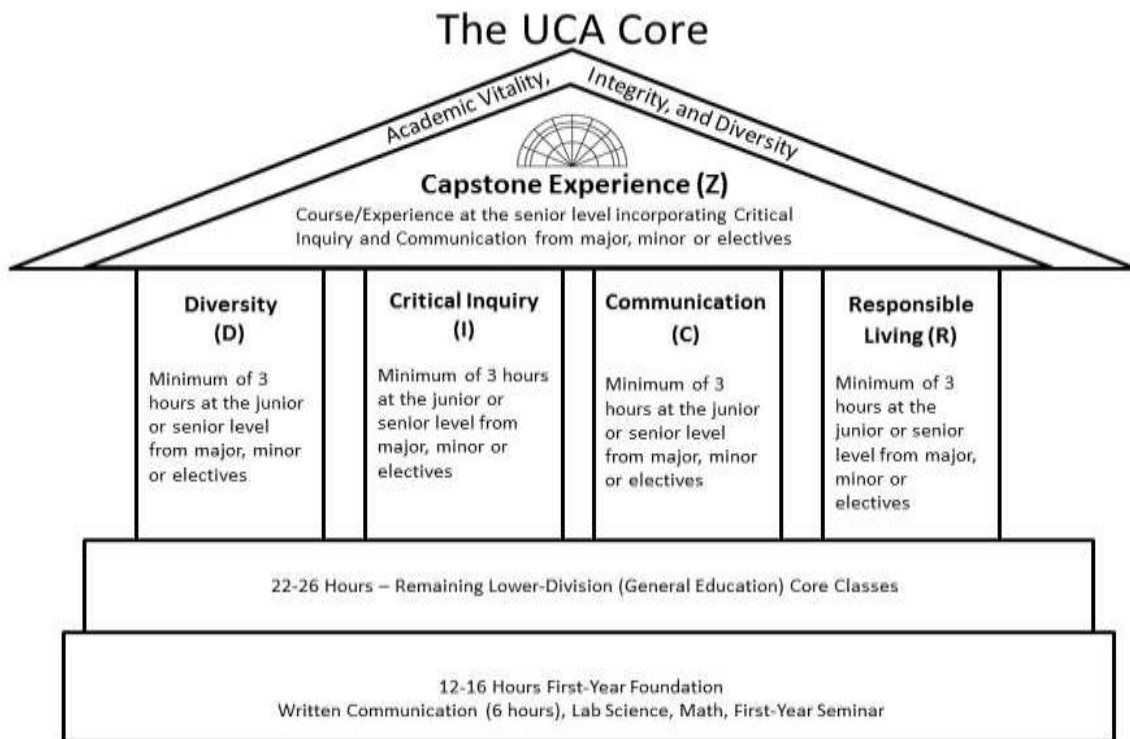 The UCA Core
Academic Vitality, Integrity, and Diversity
Capstone Experience (Z)
Course/Experience at the senior level incorporating Critical
Inquiry and Communication from major, minor or electives
Diversity
(D)
Minimum of 3
hours at the junior
or senior level
from major, minor
or electives
Critical Inquiry
(I)
Minimum of 3 hours
at the junior or
senior level from
major, minor or
electives
Communication
(C)
Minimum of 3
hours at the junior
or senior level
from major, minor
or electives
Responsible
Living (R)
Minimum of 3
hours at the
junior or senior
level from major,
minor or
electives
22-26 Hours – Remaining Lower-Division (General Education) Core Classes
12-16 Hours First-Year Foundation
Written Communication (6 hours), Lab Science, Math, First-Year Seminar